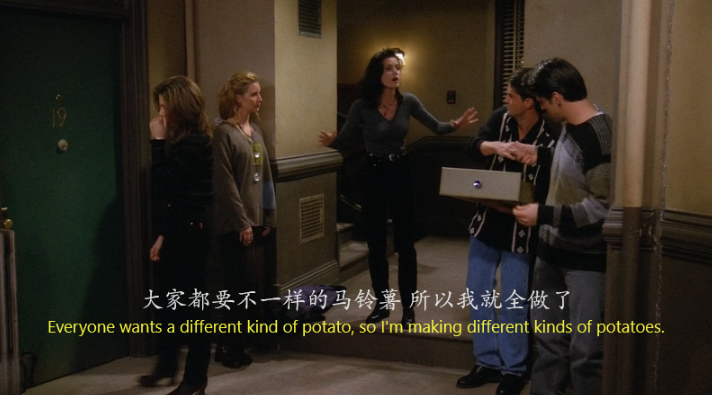 19
大家都要不一样的马铃薯 所以我就全做了
Everyone wants a different kind of potato, so I'm making different kinds of potatoes.